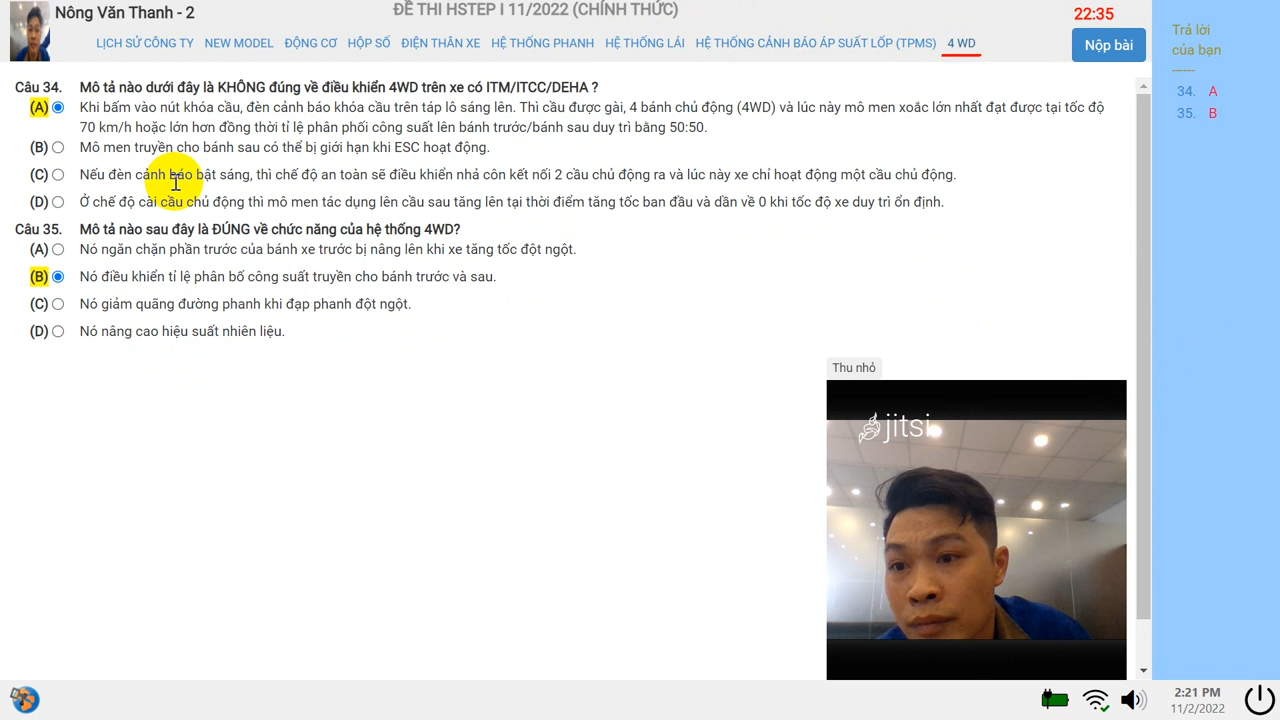 Nông Văn Thanh - 2
ĐỀ THI HSTEP I 11/2022 (CHÍNH THỨC)
22:35
LỊCH SỬ CÔNG TY NEW MODEL ĐỘNG CƠ HỘP SỐ ĐIỆN THÂN XE HỆ THỐNG PHANH HỆ THỐNG LÁI HỆ THỐNG CẢNH BÁO ÁP SUẤT LỐP (TPMS) 4 WD
Nộp bài
Câu 34. Mô tả nào dưới đây là KHÔNG đúng về điều khiển 4WD trên xe có ITM/ITCC/DEHA ?
(A) Khi bấm vào nút khóa cầu, đèn cảnh báo khóa cầu trên táp lô sáng lên. Thì cầu được gài, 4 bánh chủ động (4WD) và lúc này mô men xoắc lớn nhất đạt được tại tốc độ
70 km/h hoặc lớn hơn đồng thời tỉ lệ phân phối công suất lên bánh trước/bánh sau duy trì bằng 50:50.
(B) Mô men truyền cho bánh sau có thể bị giới hạn khi ESC hoạt động.
(C) Nếu đèn cảnh báo bật sáng, thì chế độ an toàn sẽ điều khiển nhả côn kết nối 2 cầu chủ động ra và lúc này xe chỉ hoạt động một cầu chủ động.
(D) Ở chế độ cài cầu chủ động thì mô men tác dụng lên cầu sau tăng lên tại thời điểm tăng tốc ban đầu và dần về 0 khi tốc độ xe duy trì ổn định.
Câu 35. Mô tả nào sau đây là ĐÚNG về chức năng của hệ thống 4WD?
(A) Nó ngăn chặn phần trước của bánh xe trước bị nâng lên khi xe tăng tốc đột ngột.
(B) Nó điều khiển tỉ lệ phân bố công suất truyền cho bánh trước và sau.
(C) Nó giảm quãng đường phanh khi đạp phanh đột ngột.
(D) Nó nâng cao hiệu suất nhiên liệu.
Trả lời
của bạn
------
34. A
35. B
Thu nhỏ
jitsi
2:21 PM
11/2/2022